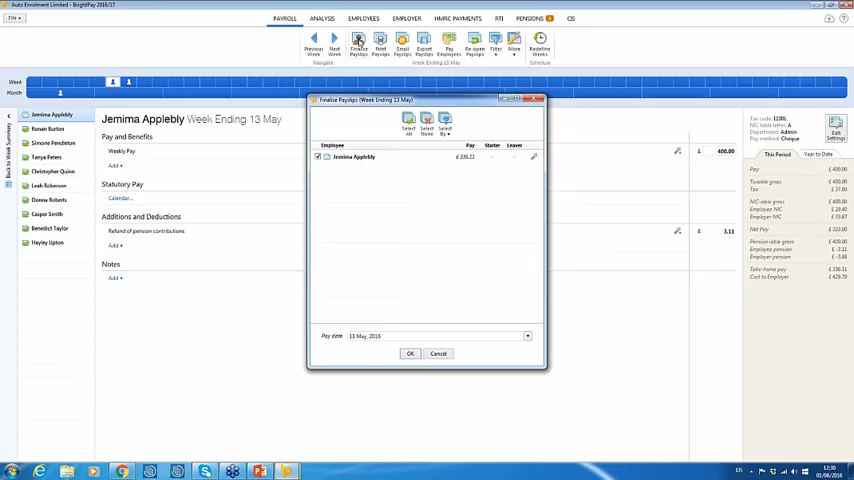 Auto Enrolment Limited - BrightPay 2016/17
File
PAYROLL ANALYSIS EMPLOYEES EMPLOYER HMRC PAYMENTS RTI PENSIONS CIS
Previous Week
Next Week
Finalise Payslips
Print Payslips
Email Payslips
Export Payslips
Pay Employees
Re-open Payslips
Filter
More
Redefine Weeks
Navigate Week Ending 13 May Schedule
Week
Month
Back to Week Summary
Jemima Applebly
Ronan Burton
Simone Pendleton
Tanya Peters
Christopher Quinn
Leah Roberson
Donna Roberts
Casper Smith
Benedict Taylor
Hayley Upton
Jemima Applebly Week Ending 13 May
Pay and Benefits
Weekly Pay £ 400.00
Add
Statutory Pay
Calendar...
Additions and Deductions
Refund of pension contributions £ 3.11
Add
Notes
Add
Finalise Payslips (Week Ending 13 May)
Select All
Select None
Select By
Employee Pay Starter Leaver
Jemima Applebly £ 336.11 - -
Pay date 13 May, 2016
OK Cancel
Tax code: 1100L
NIC table letter: A
Department: Admin
Pay method: Cheque
Edit Settings
This Period Year to Date
Pay £ 400.00
Taxable gross £ 400.00
Tax £ 37.60
NIC-able gross £ 400.00
Employee NIC £ 29.40
Employer NIC £ 33.67
Net Pay £ 333.00
Pension-able gross £ 400.00
Employee pension £ -3.11
Employer pension £ -3.88
Take-home pay £ 336.11
Cost to Employer £ 429.79
EN
12:30
01/06/2016